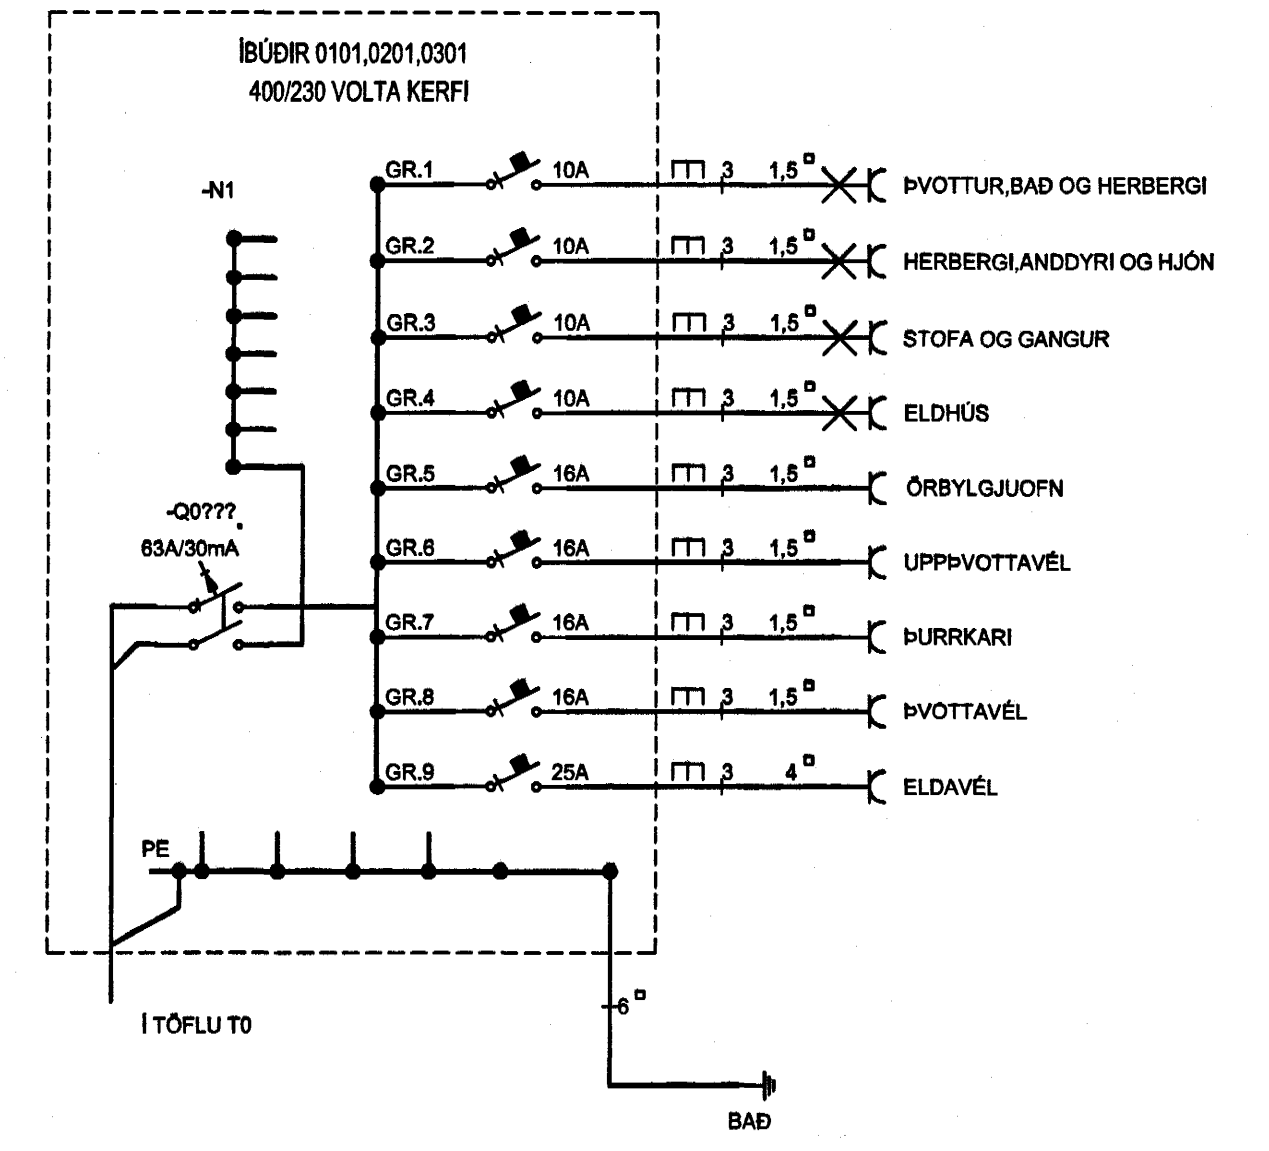 ÍBÚÐIR 0101,0201,0301
400/230 VOLTA KERFI
-N1
GR.1 10A 3 1,5 ÞVOTTUR,BAÐ OG HERBERGI
GR.2 10A 3 1,5 HERBERGI,ANDDYRI OG HJÓN
GR.3 10A 3 1,5 STOFA OG GANGUR
GR.4 10A 3 1,5 ELDHÚS
GR.5 16A 3 1,5 ÖRBYLGJUOFN
-Q0???
63A/30mA
GR.6 16A 3 1,5 UPPÞVOTTAVÉL
GR.7 16A 3 1,5 ÞURRKARI
GR.8 16A 3 1,5 ÞVOTTAVÉL
GR.9 25A 3 4 ELDAVÉL
PE
6
Í TÖFLU T0
BAÐ